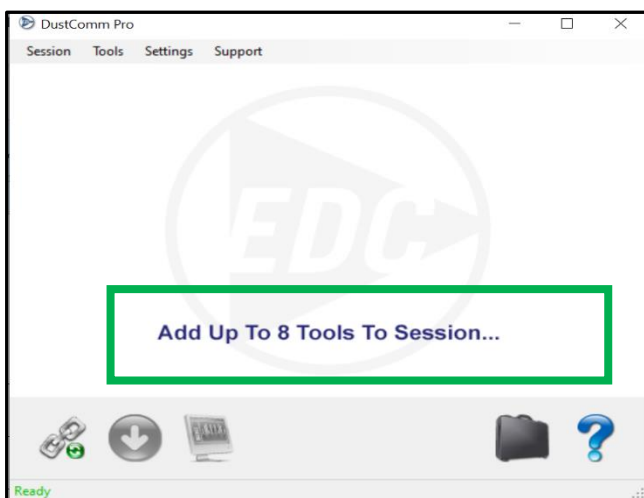 DustComm Pro
Session Tools Settings Support
EDC
Add Up To 8 Tools To Session...
?
Ready